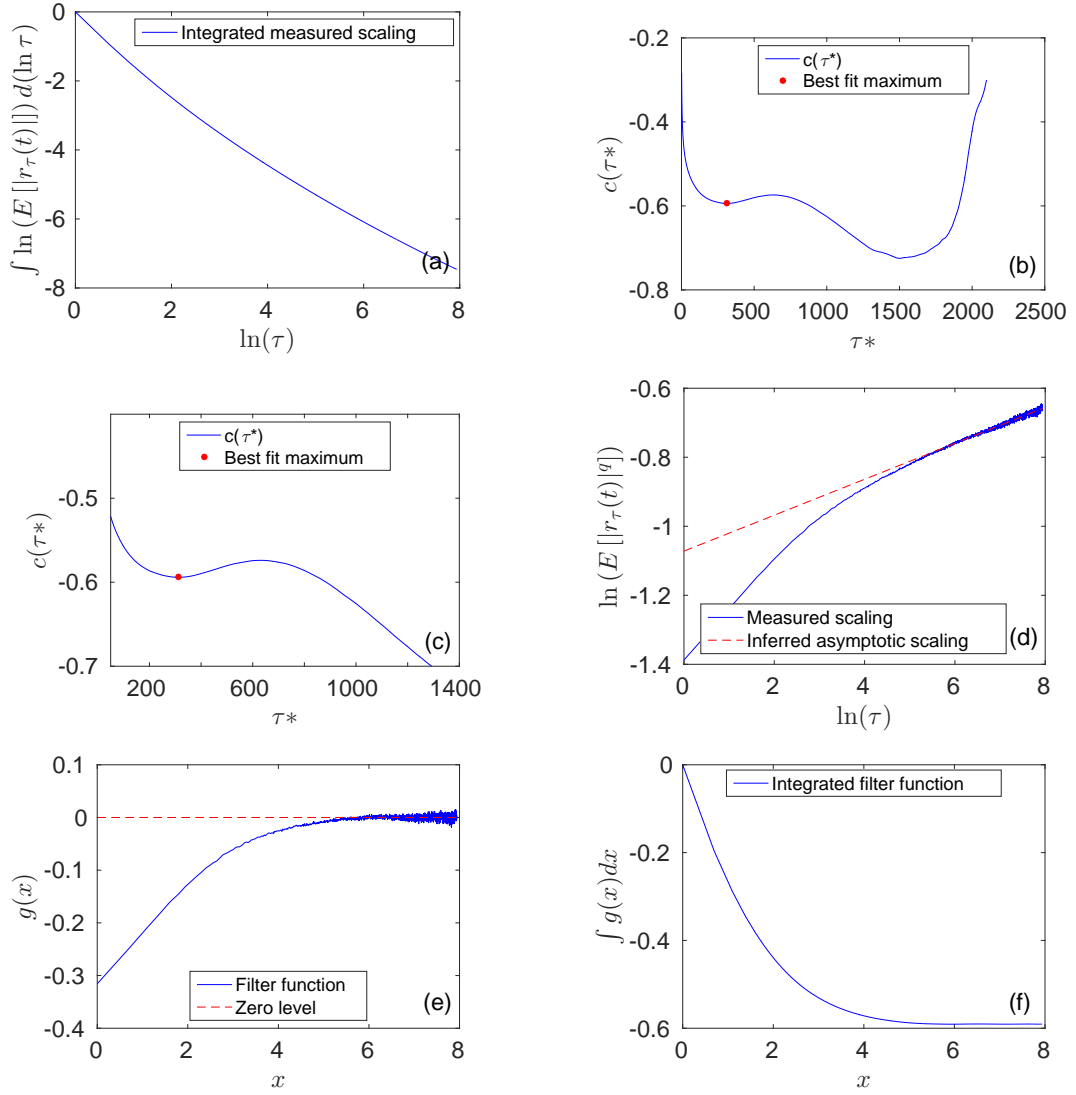 0
-2
-4
-6
-8
0 2 4 6 8
∫ ln (E [|r_τ(t)|]) d(ln τ)
ln(τ)
Integrated measured scaling
(a)
-0.2
-0.4
-0.6
-0.8
0 500 1000 1500 2000 2500
c(τ*)
τ*
c(τ*)
Best fit maximum
(b)
-0.5
-0.6
-0.7
200 600 1000 1400
c(τ*)
τ*
c(τ*)
Best fit maximum
(c)
-0.6
-0.8
-1
-1.2
-1.4
0 2 4 6 8
ln (E [|r_τ(t)|^q])
ln(τ)
Measured scaling
Inferred asymptotic scaling
(d)
0.1
0
-0.1
-0.2
-0.3
-0.4
0 2 4 6 8
g(x)
x
Filter function
Zero level
(e)
0
-0.2
-0.4
-0.6
0 2 4 6 8
∫ g(x)dx
x
Integrated filter function
(f)